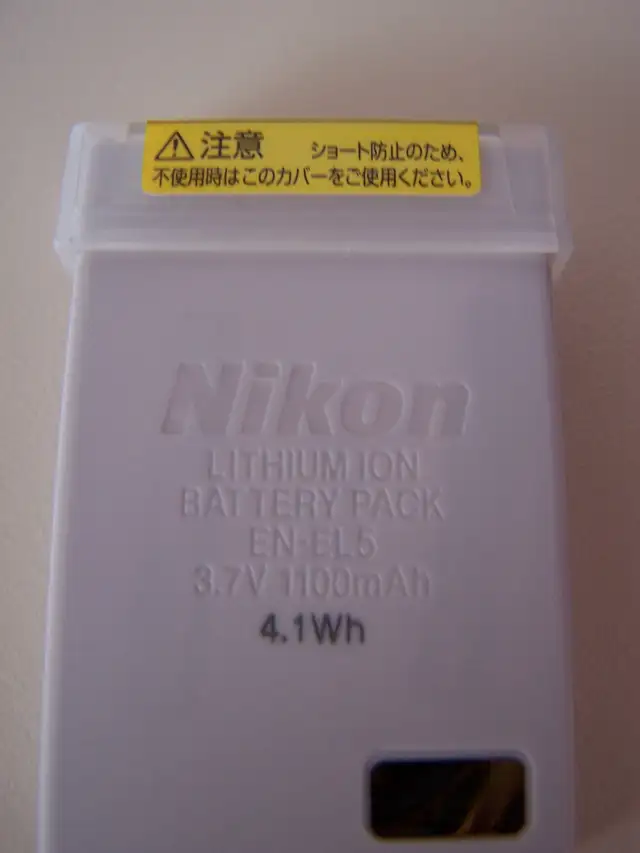 ⚠注意 ショート防止のため、
不使用時はこのカバーをご使用ください。
Nikon
LITHIUM ION
BATTERY PACK
EN-EL5
3.7V 1100mAh
4.1Wh